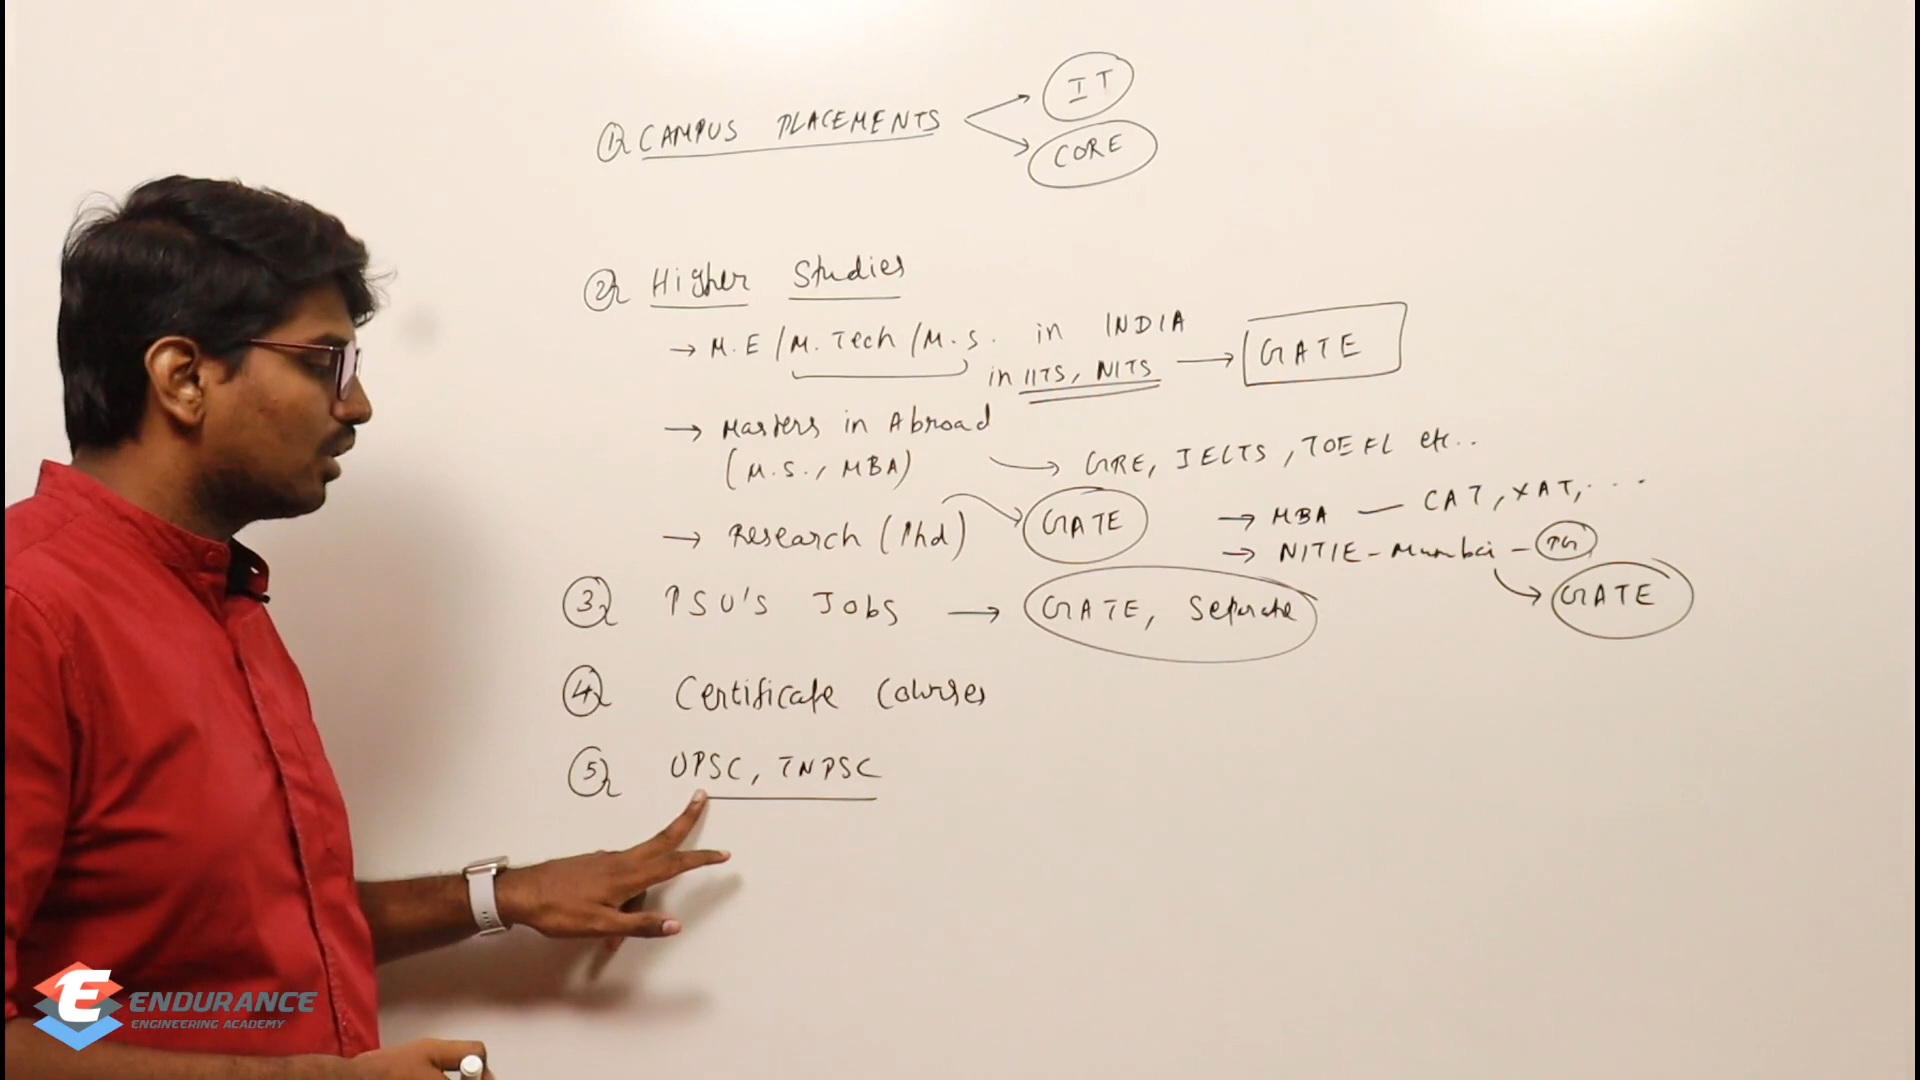 ① CAMPUS PLACEMENTS
IT
CORE
② Higher Studies
→ M.E / M.Tech / M.S. in INDIA
in IITS, NITS → GATE
→ Masters in Abroad
(M.S., MBA) → GRE, IELTS, TOEFL etc..
→ Research (Phd) → GATE
→ MBA — CAT, XAT, ...
→ NITIE - Mumbai - PG
→ GATE
③ PSU'S Jobs → GATE, Separate
④ Certificate Courses
⑤ UPSC, TNPSC
E ENDURANCE
ENGINEERING ACADEMY